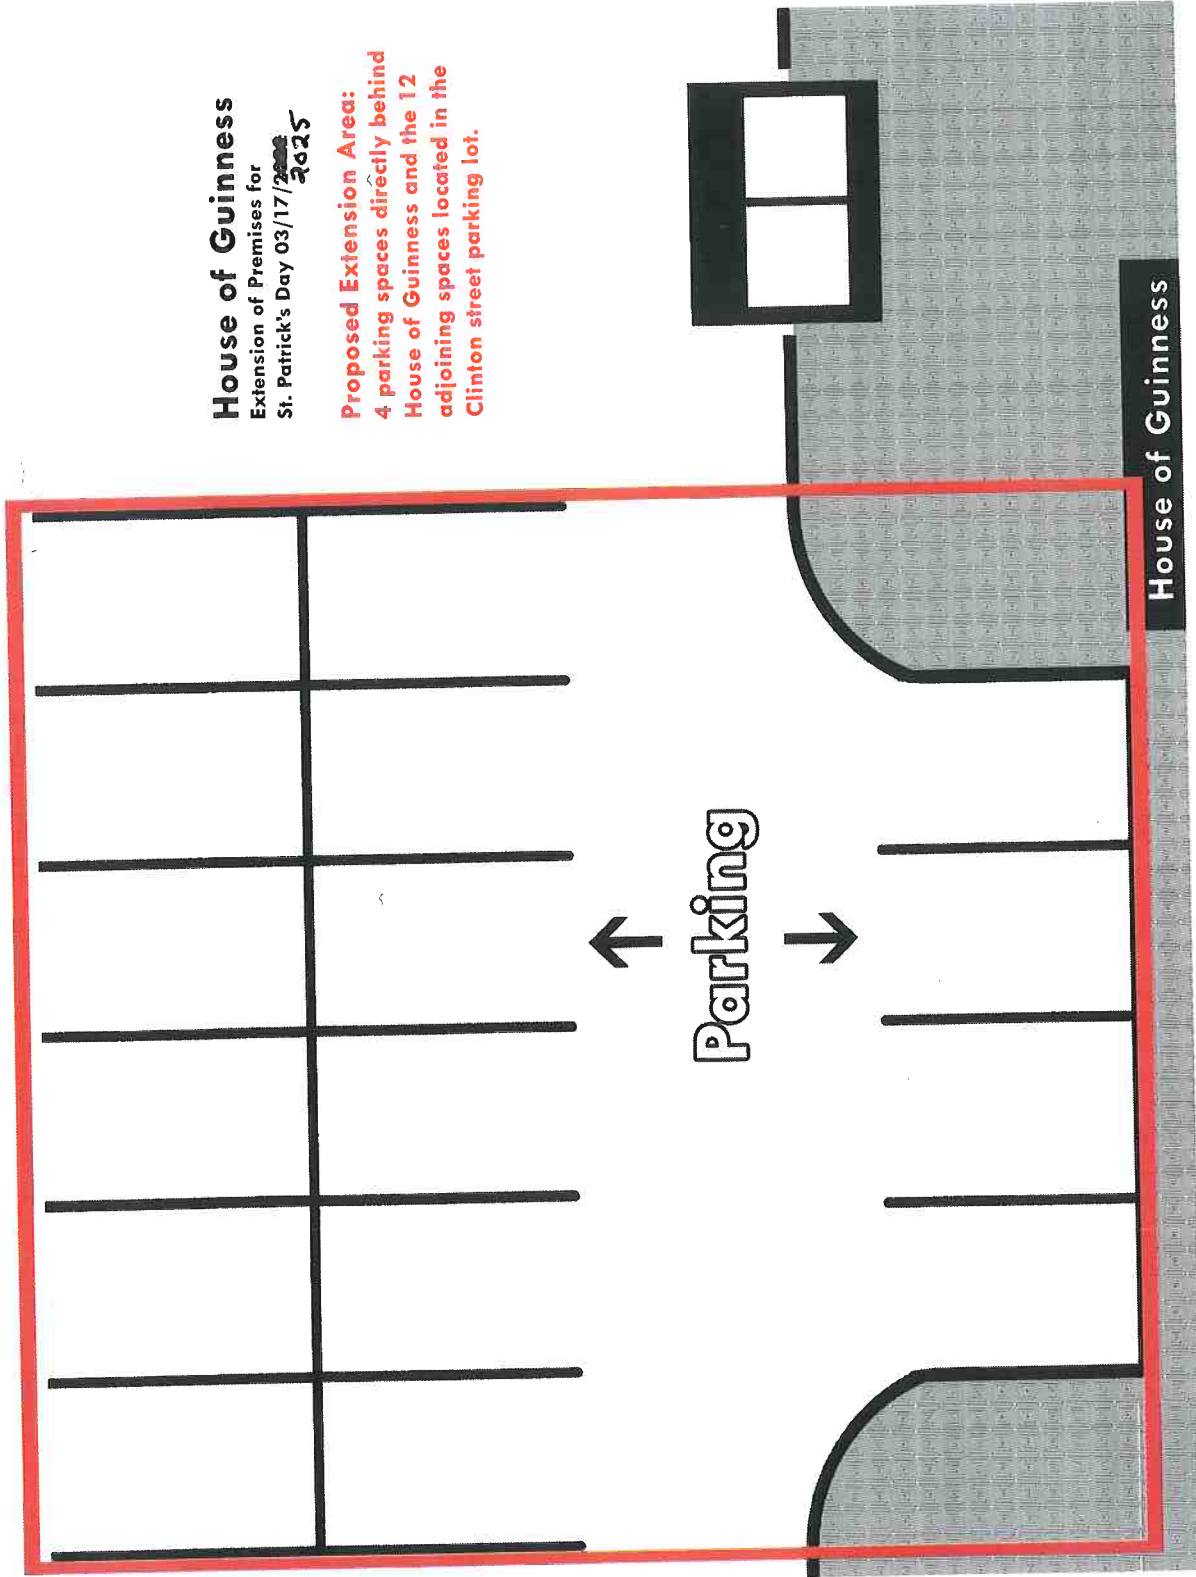 House of Guinness
Extension of Premises for
St. Patrick's Day 03/17/
2025
Proposed Extension Area:
4 parking spaces directly behind
House of Guinness and the 12
adjoining spaces located in the
Clinton street parking lot.
Parking
House of Guinness